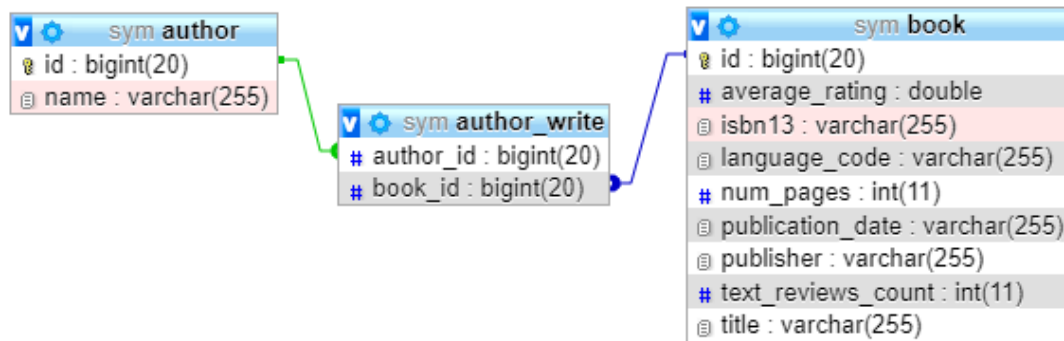 sym author
id : bigint(20)
name : varchar(255)
v sym author_write
# author_id : bigint(20)
# book_id : bigint(20)
v sym book
id : bigint(20)
# average_rating : double
isbn13 : varchar(255)
language_code : varchar(255)
# num_pages : int(11)
publication_date : varchar(255)
publisher : varchar(255)
# text_reviews_count : int(11)
title : varchar(255)